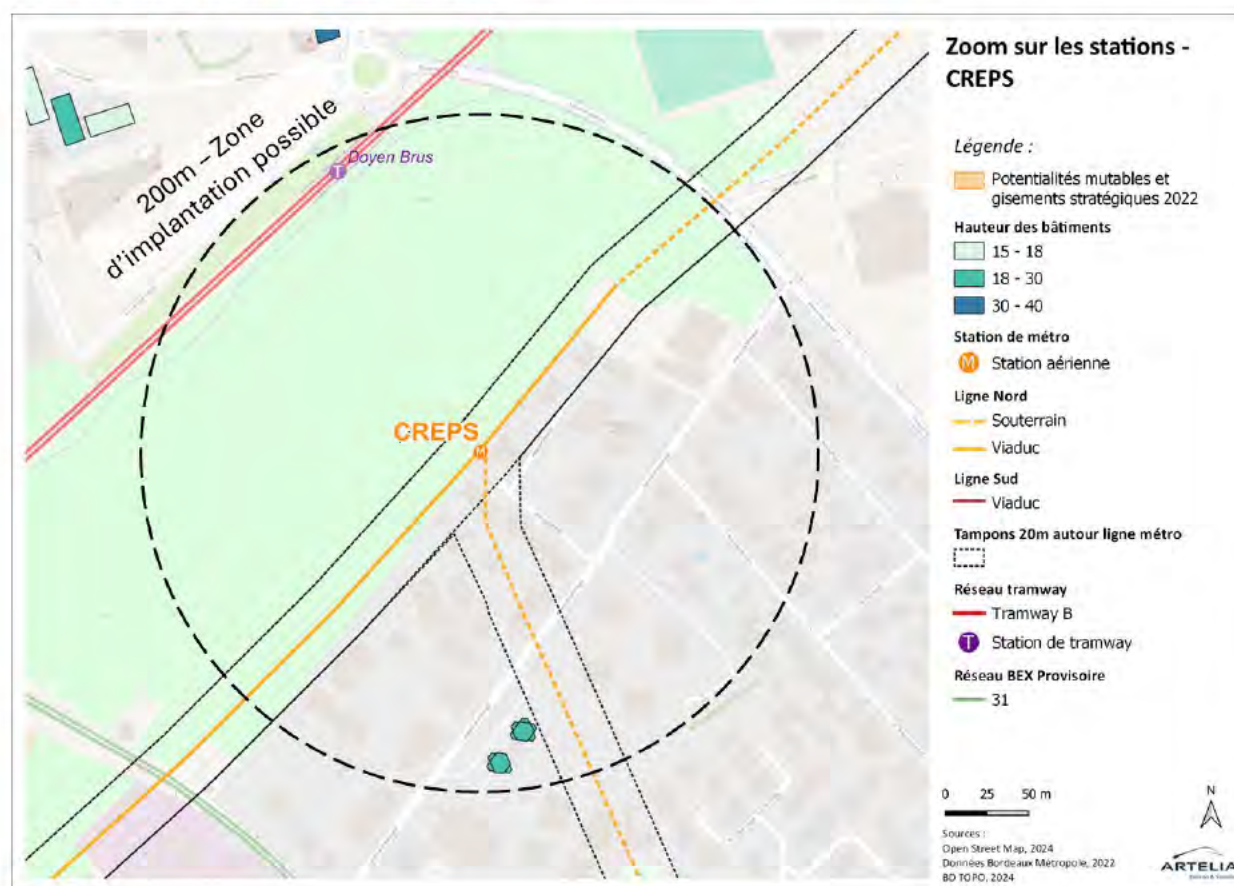 Zoom sur les stations -
CREPS
Légende :
Potentialités mutables et
gisements stratégiques 2022
Hauteur des bâtiments
15 - 18
18 - 30
30 - 40
Station de métro
M Station aérienne
Ligne Nord
Souterrain
Viaduc
Ligne Sud
Viaduc
Tampons 20m autour ligne métro
Réseau tramway
Tramway B
T Station de tramway
Réseau BEX Provisoire
31
0 25 50 m
N
Sources :
Open Street Map, 2024
Données Bordeaux Métropole, 2022
BD TOPO, 2024
ARTELIA
200m - Zone
d'implantation possible
T
Doyen Brus
CREPS
M